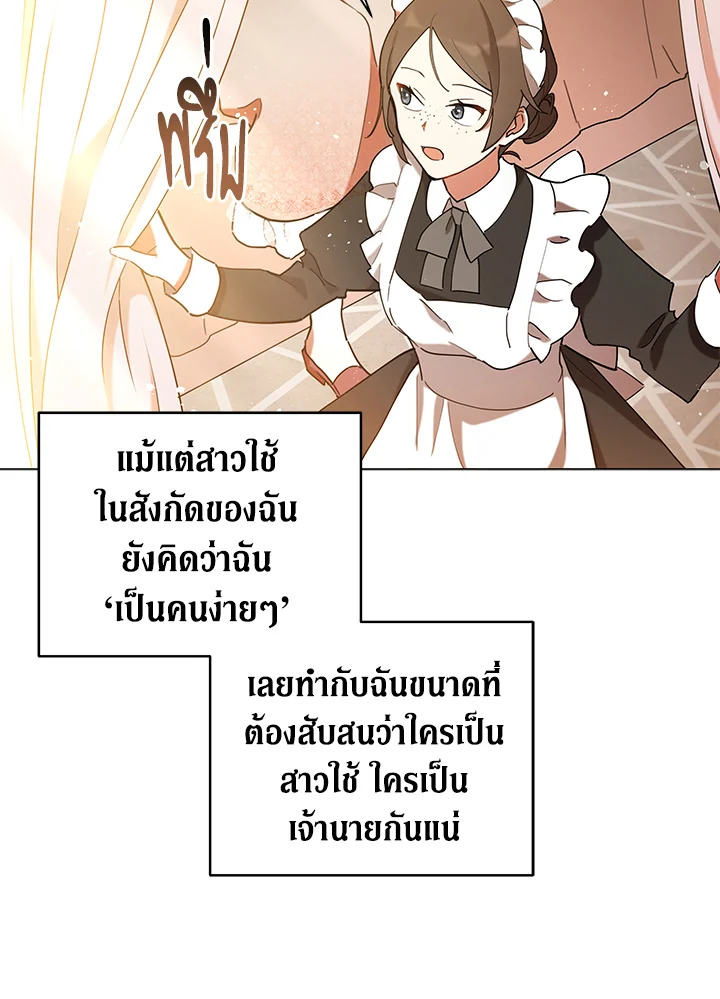 พรึ่บ
แม้แต่สาวใช้
ในสังกัดของฉัน
ยังคิดว่าฉัน
‘เป็นคนง่ายๆ’
เลยทำกับฉันขนาดที่
ต้องสับสนว่าใครเป็น
สาวใช้ ใครเป็น
เจ้านายกันแน่